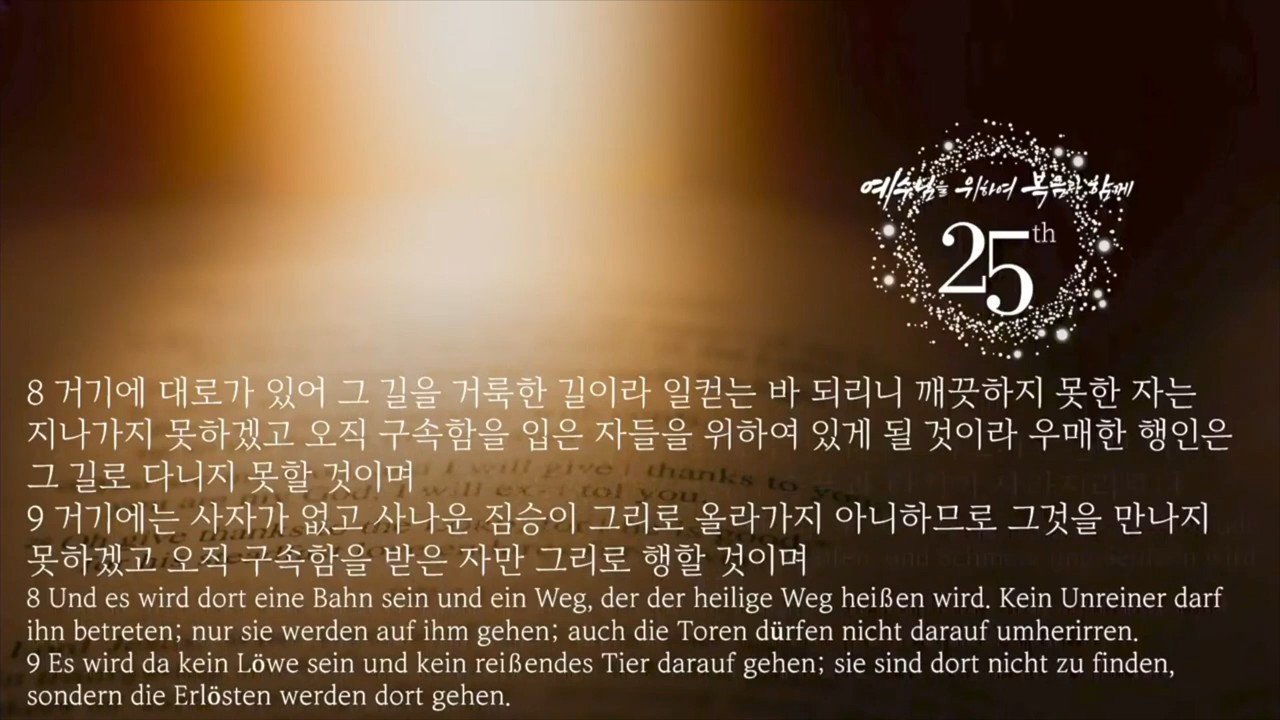 예수님을 위하여 복음과 함께
25th
8 거기에 대로가 있어 그 길을 거룩한 길이라 일컫는 바 되리니 깨끗하지 못한 자는
지나가지 못하겠고 오직 구속함을 입은 자들을 위하여 있게 될 것이라 우매한 행인은
그 길로 다니지 못할 것이며
9 거기에는 사자가 없고 사나운 짐승이 그리로 올라가지 아니하므로 그것을 만나지
못하겠고 오직 구속함을 받은 자만 그리로 행할 것이며
8 Und es wird dort eine Bahn sein und ein Weg, der der heilige Weg heißen wird. Kein Unreiner darf
ihn betreten; nur sie werden auf ihm gehen; auch die Toren dürfen nicht darauf umherirren.
9 Es wird da kein Löwe sein und kein reißendes Tier darauf gehen; sie sind dort nicht zu finden,
sondern die Erlösten werden dort gehen.